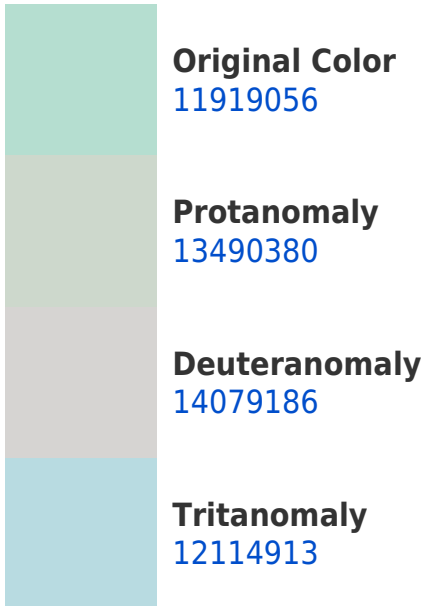 Original Color
11919056
Protanomaly
13490380
Deuteranomaly
14079186
Tritanomaly
12114913